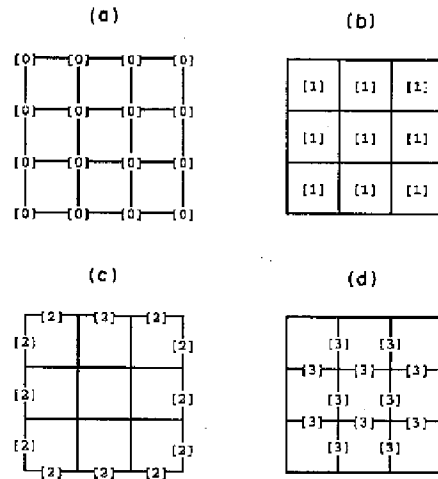 (a)
[0] [0] [0] [0]
[0] [0] [0] [0]
[0] [0] [0] [0]
[0] [0] [0] [0]
(b)
[1] [1] [1]
[1] [1] [1]
[1] [1] [1]
(c)
[2] [2] [2]
[2] [2]
[2] [2]
[2] [2]
[2] [2] [2]
(d)
[3] [3]
[3] [3] [3]
[3] [3]
[3] [3] [3]
[3] [3]